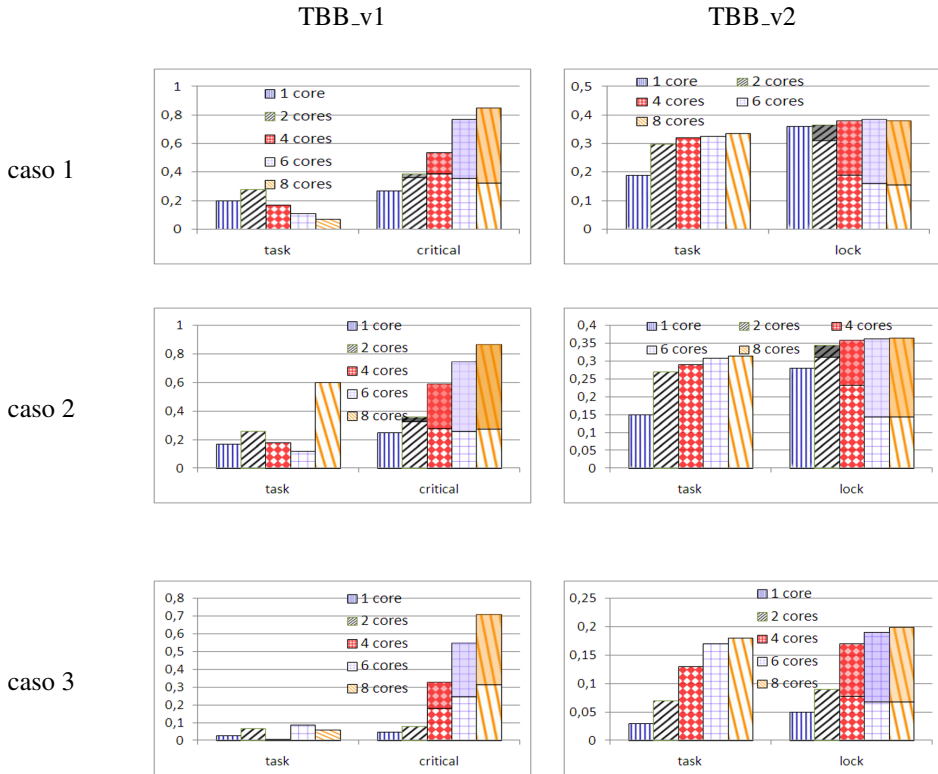 TBB_v1 TBB_v2
caso 1
1
0,8
0,6
0,4
0,2
0
1 core
2 cores
4 cores
6 cores
8 cores
task critical
0,5
0,4
0,3
0,2
0,1
0
1 core 2 cores
4 cores 6 cores
8 cores
task lock
caso 2
1
0,8
0,6
0,4
0,2
0
1 core
2 cores
4 cores
6 cores
8 cores
task critical
0,4
0,35
0,3
0,25
0,2
0,15
0,1
0,05
0
1 core 2 cores 4 cores
6 cores 8 cores
task lock
caso 3
0,8
0,7
0,6
0,5
0,4
0,3
0,2
0,1
0
1 core
2 cores
4 cores
6 cores
8 cores
task critical
0,25
0,2
0,15
0,1
0,05
0
1 core
2 cores
4 cores
6 cores
8 cores
task lock